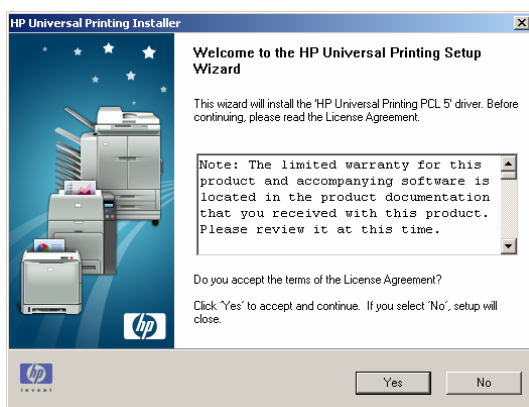 HP Universal Printing Installer
Welcome to the HP Universal Printing Setup
Wizard
This wizard will install the 'HP Universal Printing PCL 5' driver. Before
continuing, please read the License Agreement.
Note: The limited warranty for this
product and accompanying software is
located in the product documentation
that you received with this product.
Please review it at this time.
Do you accept the terms of the License Agreement?
Click 'Yes' to accept and continue. If you select 'No', setup will
close.
hp
hp
invent
Yes
No